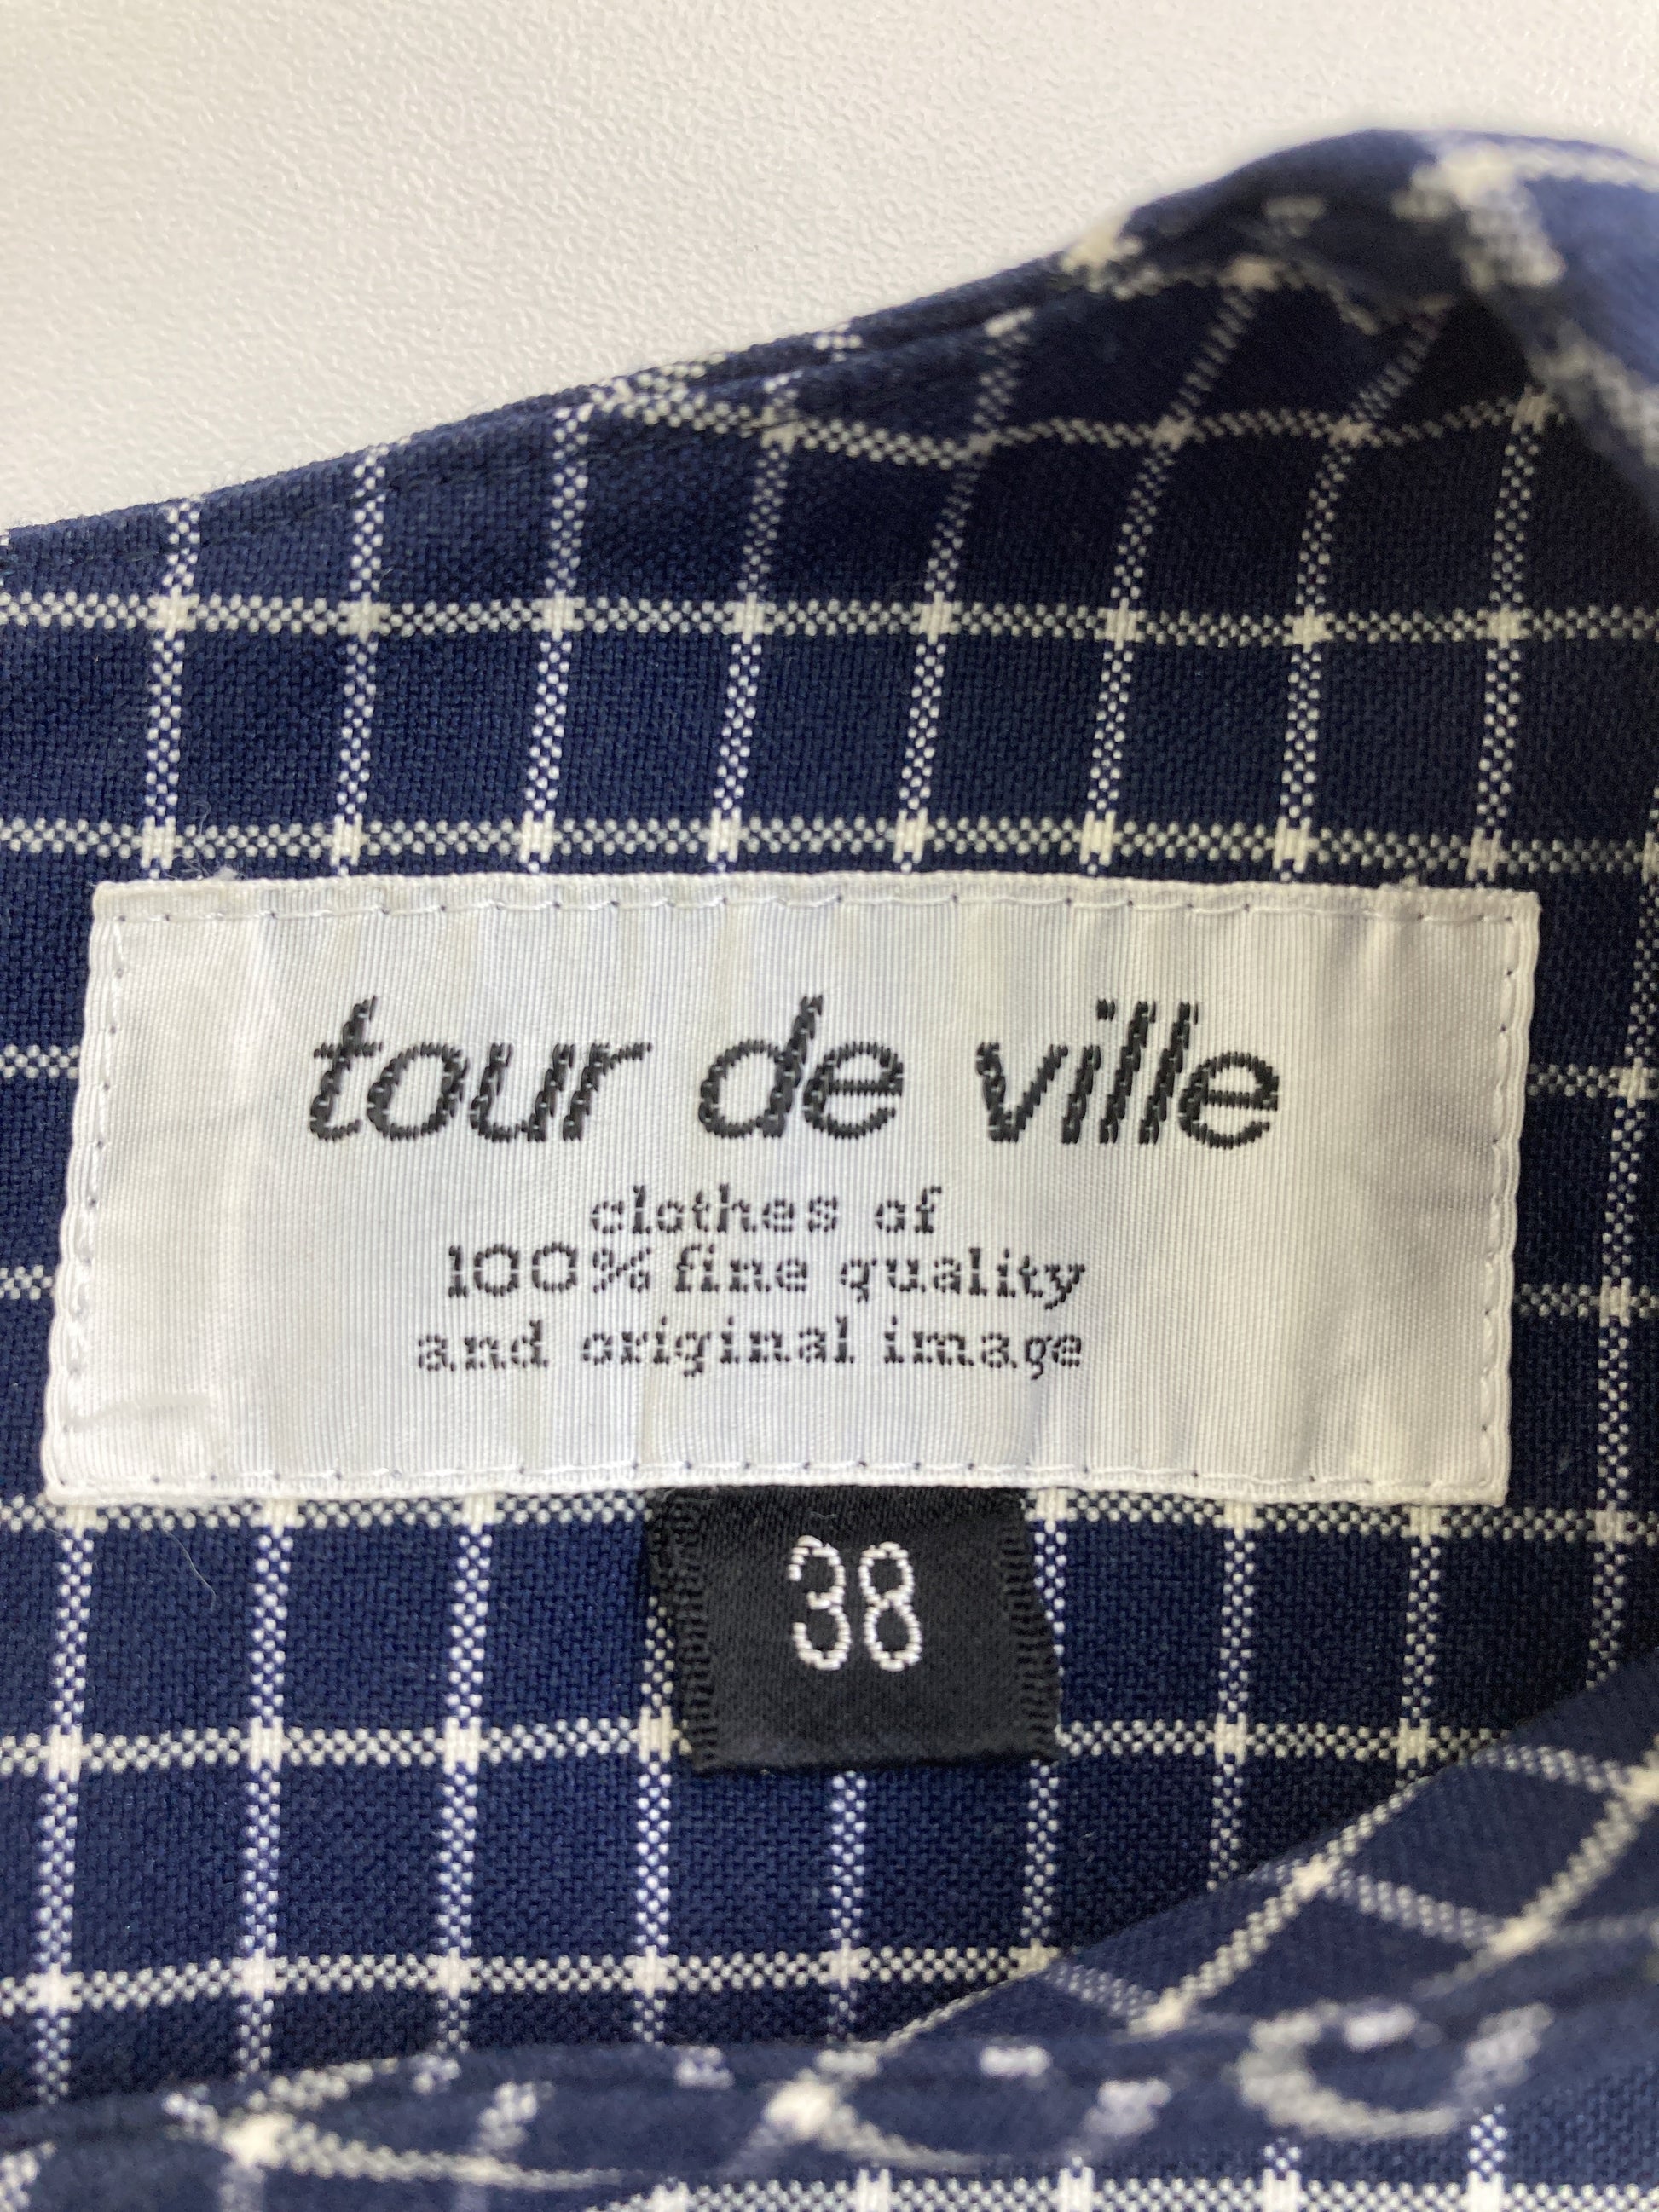 tour de ville
clothes of
100% fine quality
and original image
38